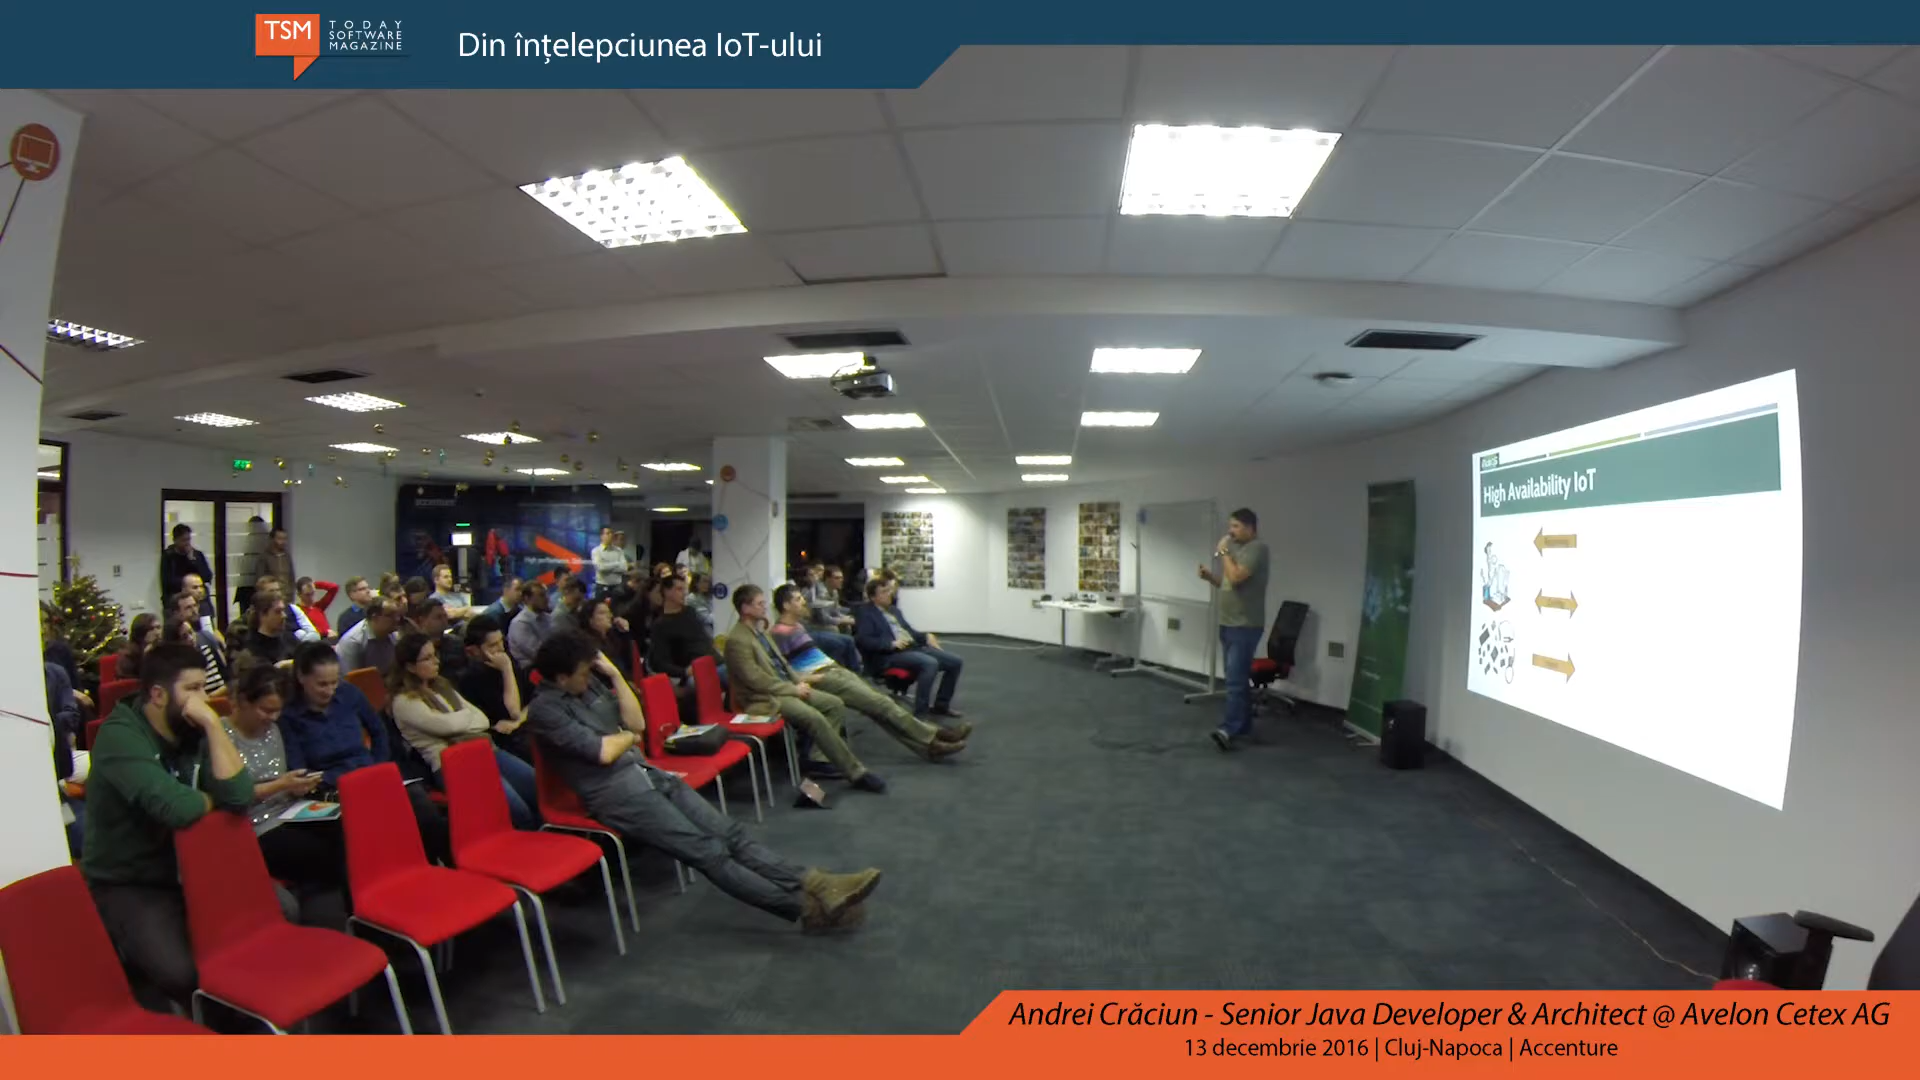 TSM
TODAY
SOFTWARE
MAGAZINE
Din înțelepciunea IoT-ului
High Availability IoT
accenture
Andrei Crăciun - Senior Java Developer & Architect @ Avelon Cetex AG
13 decembrie 2016 | Cluj-Napoca | Accenture